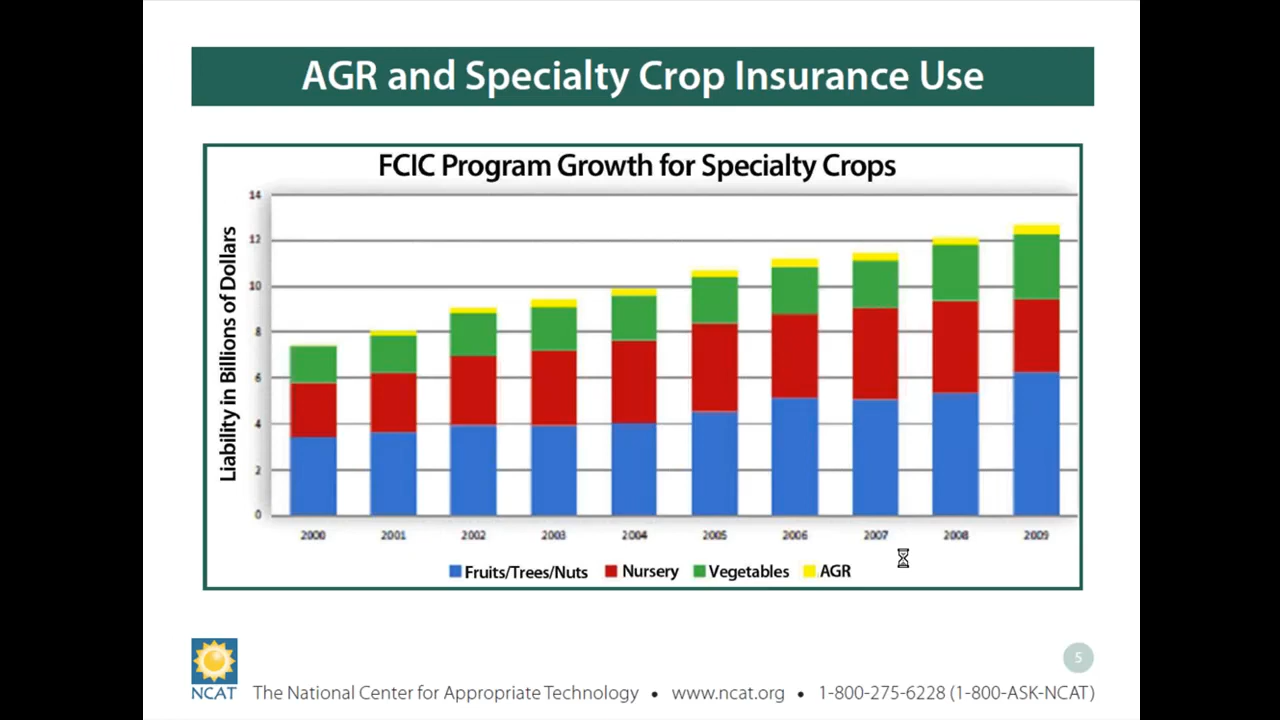 AGR and Specialty Crop Insurance Use
FCIC Program Growth for Specialty Crops
Liability in Billions of Dollars
14
12
10
8
6
4
2
0
2000 2001 2002 2003 2004 2005 2006 2007 2008 2009
Fruits/Trees/Nuts Nursery Vegetables AGR
5
NCAT
The National Center for Appropriate Technology • www.ncat.org • 1-800-275-6228 (1-800-ASK-NCAT)